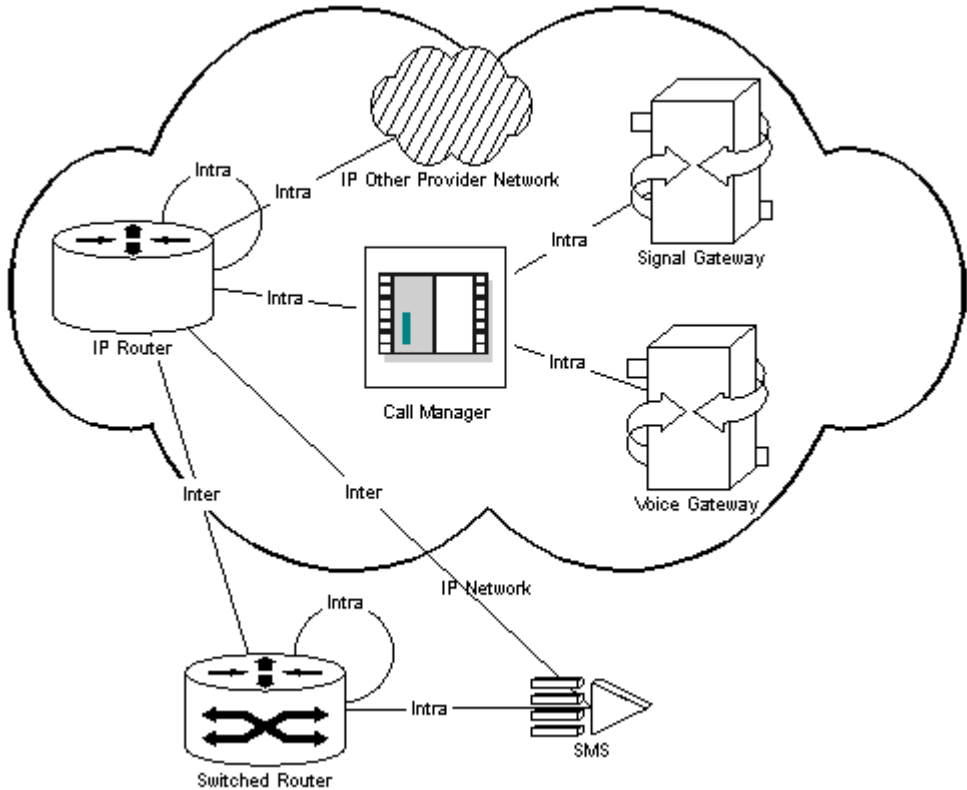 Intra
Intra
IP Other Provider Network
Intra
Signal Gateway
Intra
IP Router
Intra
Call Manager
Inter
Inter
Voice Gateway
IP Network
Intra
Intra
SMS
Switched Router